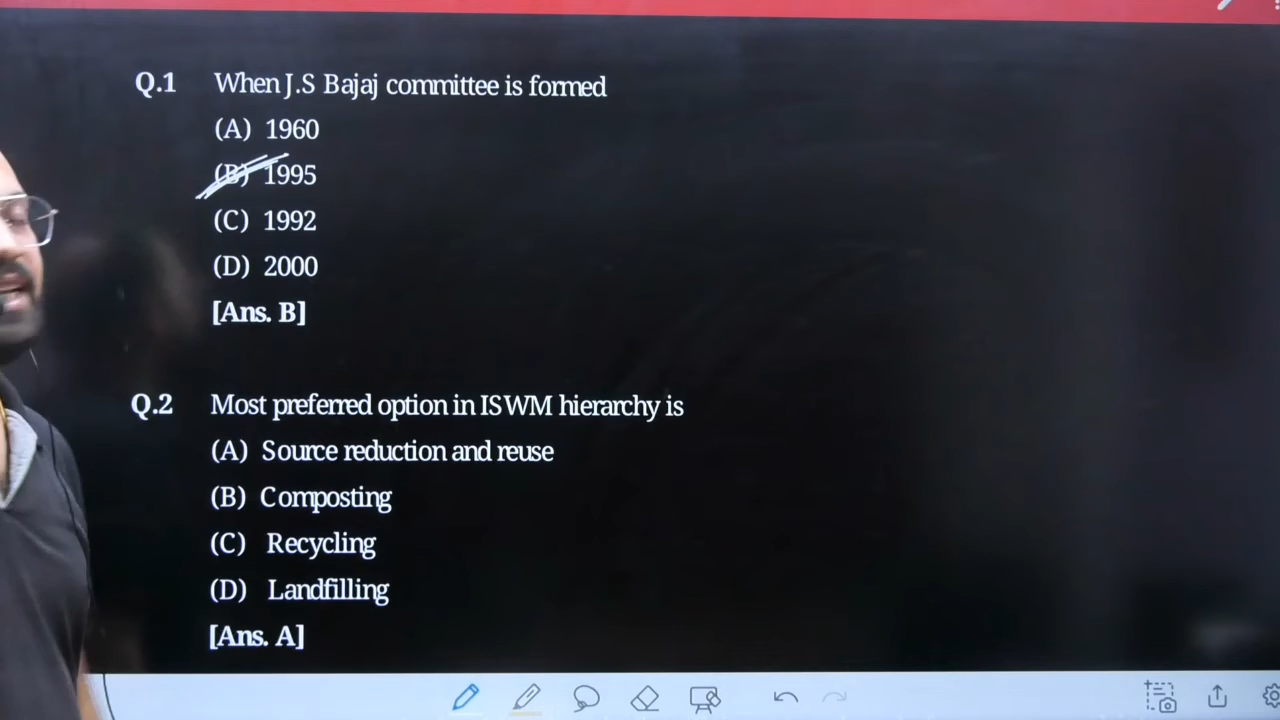 Q.1 When J.S Bajaj committee is formed
(A) 1960
(B) 1995
(C) 1992
(D) 2000
[Ans. B]
Q.2 Most preferred option in ISWM hierarchy is
(A) Source reduction and reuse
(B) Composting
(C) Recycling
(D) Landfilling
[Ans. A]